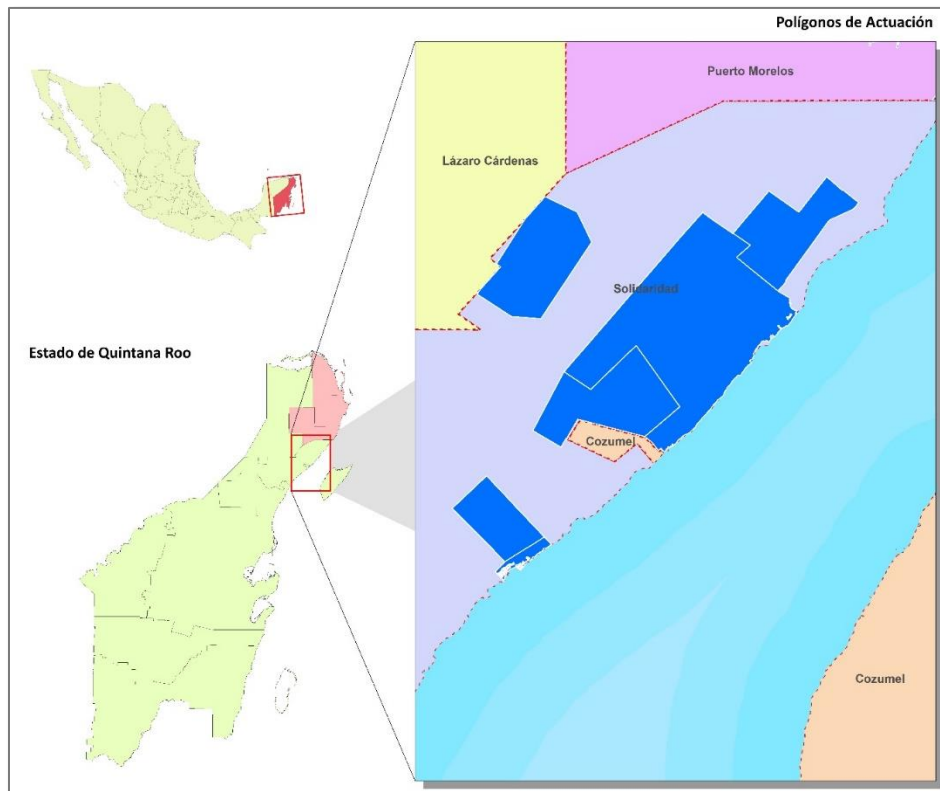 Polígonos de Actuación
Puerto Morelos
Lázaro Cárdenas
Solidaridad
Estado de Quintana Roo
Cozumel
Cozumel